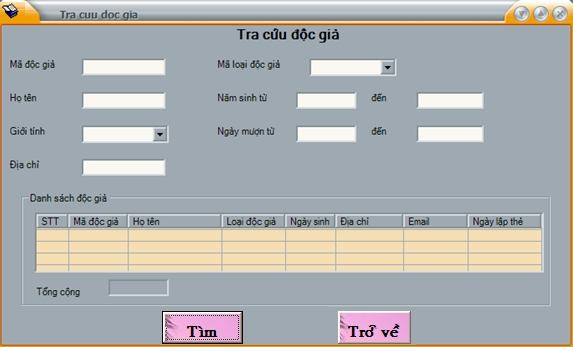 Tra cuu doc gia
Tra cứu độc giả
Mã độc giả Mã loại độc giả
Họ tên Năm sinh từ đến
Giới tính Ngày mượn từ đến
Địa chỉ
Danh sách độc giả
STT Mã độc giả Họ tên Loại độc giả Ngày sinh Địa chỉ Email Ngày lập thẻ
Tổng cộng
Tìm Trở về